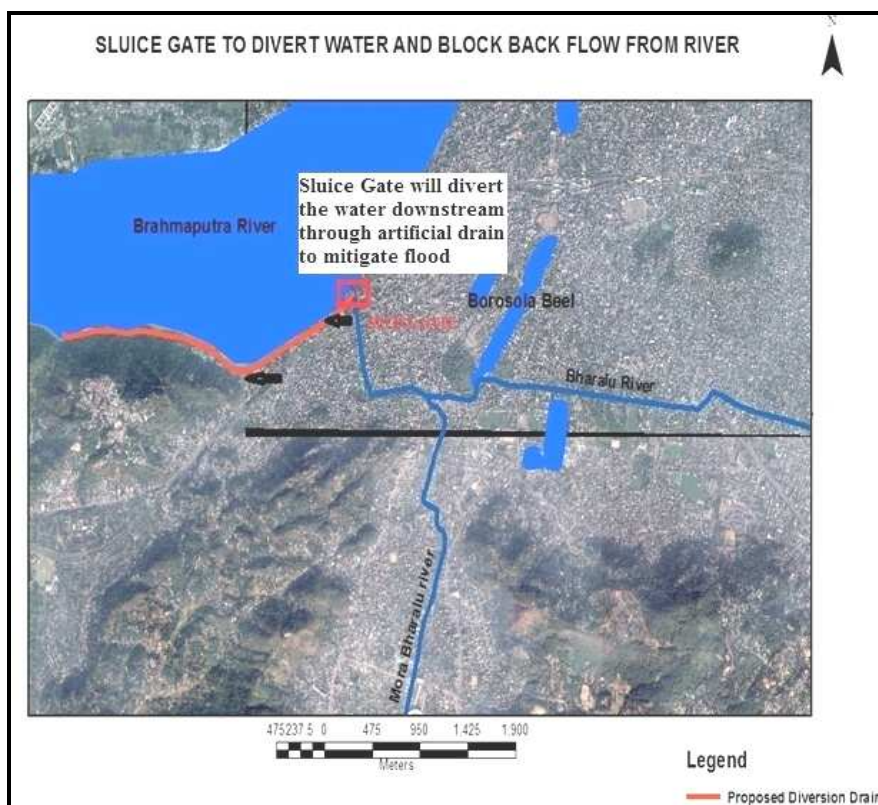 SLUICE GATE TO DIVERT WATER AND BLOCK BACK FLOW FROM RIVER
N
Sluice Gate will divert
the water downstream
through artificial drain
to mitigate flood
Brahmaputra River
Borosola Beel
Bharalu River
Mora Bharalu river
475237.5 0 475 950 1.425 1.900
Meters
Legend
Proposed Diversion Drain